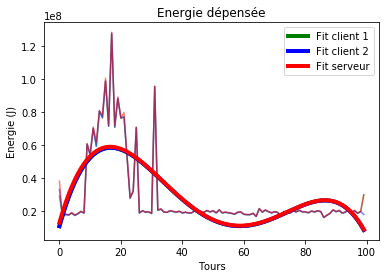 Energie dépensée
1e8
Fit client 1
Fit client 2
Fit serveur
Energie (J)
1.2
1.0
0.8
0.6
0.4
0.2
0
20
40
60
80
100
Tours